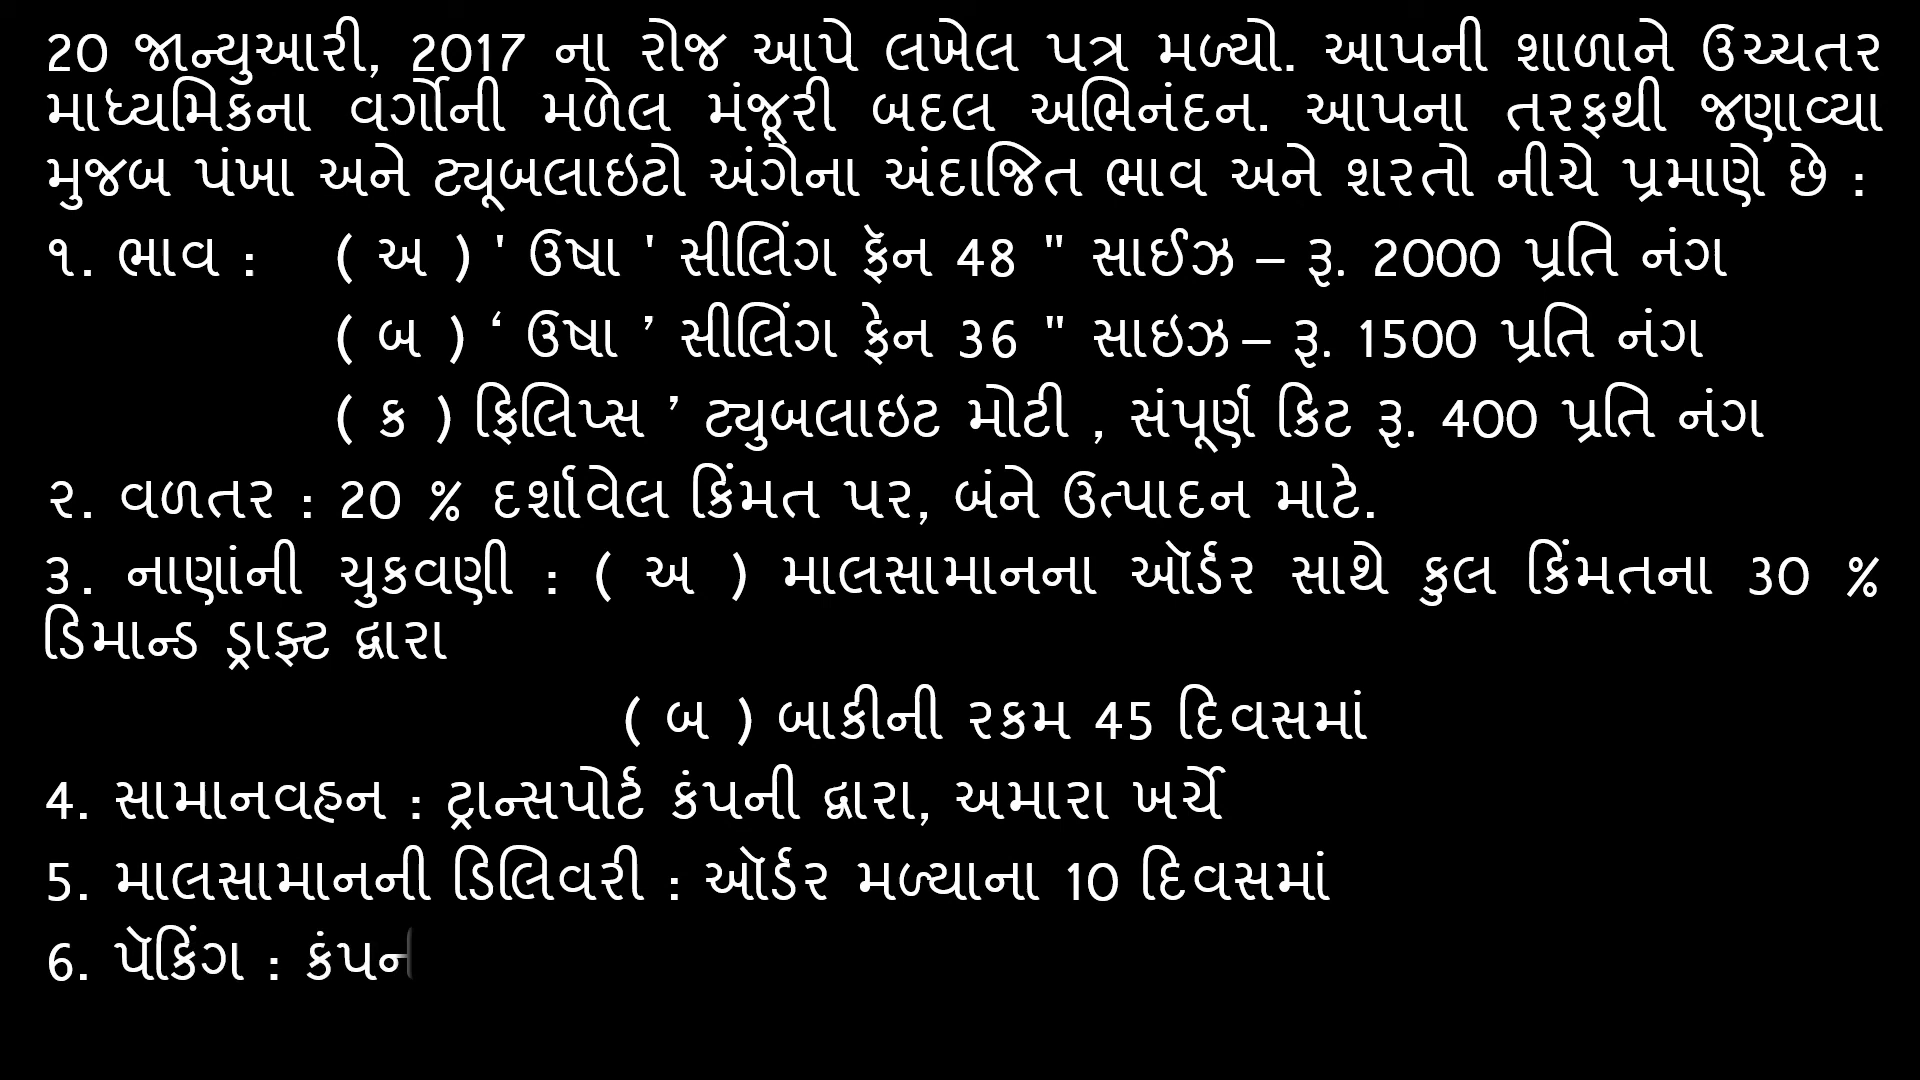 20 જાન્યુઆરી, 2017 ના રોજ આપે લખેલ પત્ર મળ્યો. આપની શાળાને ઉચ્ચતર
માધ્યમિકના વર્ગોની મળેલ મંજૂરી બદલ અભિનંદન. આપના તરફથી જણાવ્યા
મુજબ પંખા અને ટ્યૂબલાઇટો અંગેના અંદાજિત ભાવ અને શરતો નીચે પ્રમાણે છે :
૧. ભાવ : ( અ ) ' ઉષા ' સીલિંગ ફૅન 48 " સાઈઝ – રૂ. 2000 પ્રતિ નંગ
( બ ) ‘ ઉષા ’ સીલિંગ ફેન 36 " સાઇઝ – રૂ. 1500 પ્રતિ નંગ
( ક ) ફિલિપ્સ ’ ટ્યુબલાઇટ મોટી , સંપૂર્ણ કિટ રૂ. 400 પ્રતિ નંગ
૨. વળતર : 20 % દર્શાવેલ કિંમત પર, બંને ઉત્પાદન માટે.
૩. નાણાંની ચુકવણી : ( અ ) માલસામાનના ઑર્ડર સાથે કુલ કિંમતના 30 %
ડિમાન્ડ ડ્રાફ્ટ દ્વારા
( બ ) બાકીની રકમ 45 દિવસમાં
4. સામાનવહન : ટ્રાન્સપોર્ટ કંપની દ્વારા, અમારા ખર્ચે
5. માલસામાનની ડિલિવરી : ઑર્ડર મળ્યાના 10 દિવસમાં
6. પૅકિંગ :